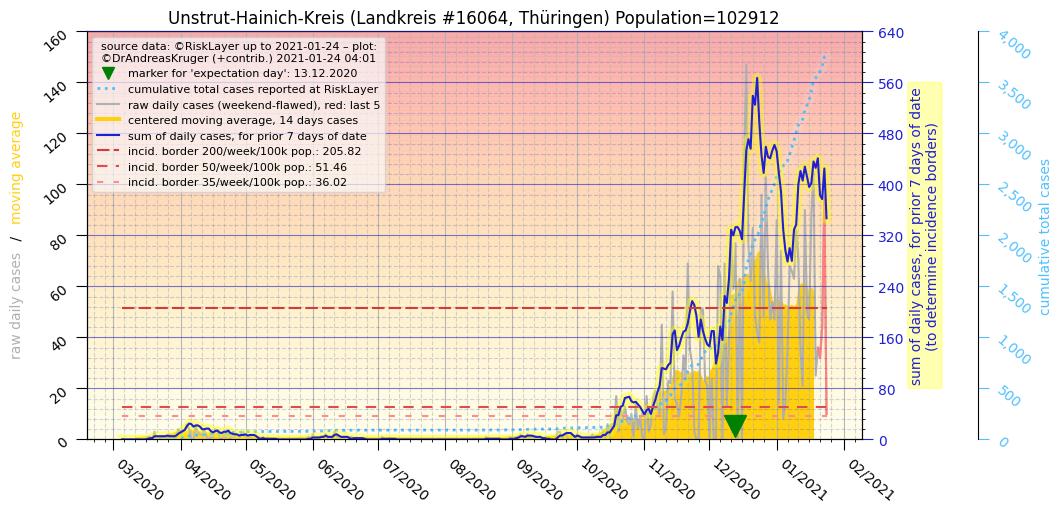 Unstrut-Hainich-Kreis (Landkreis #16064, Thüringen) Population=102912
source data: ©RiskLayer up to 2021-01-24 – plot:
©DrAndreasKruger (+contrib.) 2021-01-24 04:01
marker for 'expectation day': 13.12.2020
cumulative total cases reported at RiskLayer
raw daily cases (weekend-flawed), red: last 5
centered moving average, 14 days cases
sum of daily cases, for prior 7 days of date
incid. border 200/week/100k pop.: 205.82
incid. border 50/week/100k pop.: 51.46
incid. border 35/week/100k pop.: 36.02
raw daily cases / moving average
160
140
120
100
80
60
40
20
0
03/2020
04/2020
05/2020
06/2020
07/2020
08/2020
09/2020
10/2020
11/2020
12/2020
01/2021
02/2021
640
560
480
400
320
240
160
80
0
sum of daily cases, for prior 7 days of date
(to determine incidence borders)
4,000
3,500
3,000
2,500
2,000
1,500
1,000
500
0
cumulative total cases